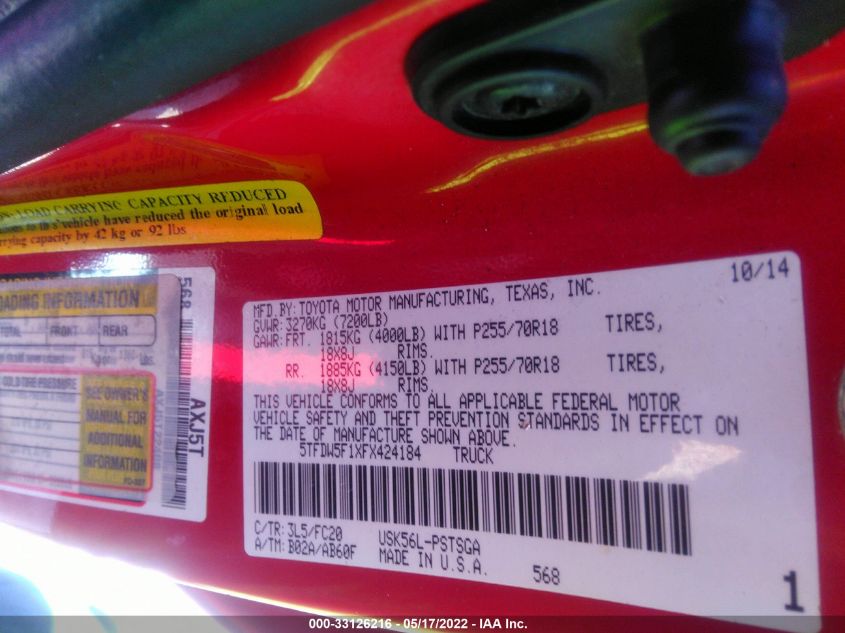 LOAD CARRYING CAPACITY REDUCED
vehicle have reduced the original load
capacity by 42 kg or 92 lbs
INFORMATION
TOTAL FRONT REAR
COLD TIRE PRESSURE
SEE OWNER'S
MANUAL FOR
ADDITIONAL
INFORMATION
568
AXJ5T
10/14
MFD.BY: TOYOTA MOTOR MANUFACTURING, TEXAS, INC.
GVWR: 3270KG (7200LB)
GAWR: FRT. 1815KG (4000LB) WITH P255/70R18 TIRES,
18X8J RIMS.
RR. 1885KG (4150LB) WITH P255/70R18 TIRES,
18X8J RIMS.
THIS VEHICLE CONFORMS TO ALL APPLICABLE FEDERAL MOTOR
VEHICLE SAFETY AND THEFT PREVENTION STANDARDS IN EFFECT ON
THE DATE OF MANUFACTURE SHOWN ABOVE.
5TFDW5F1XFX424184 TRUCK
C/TR: 3L5/FC20 USK56L-PSTSGA
A/TM: B02A/AB60F MADE IN U.S.A. 568
1
000-33126216 - 05/17/2022 - IAA Inc.